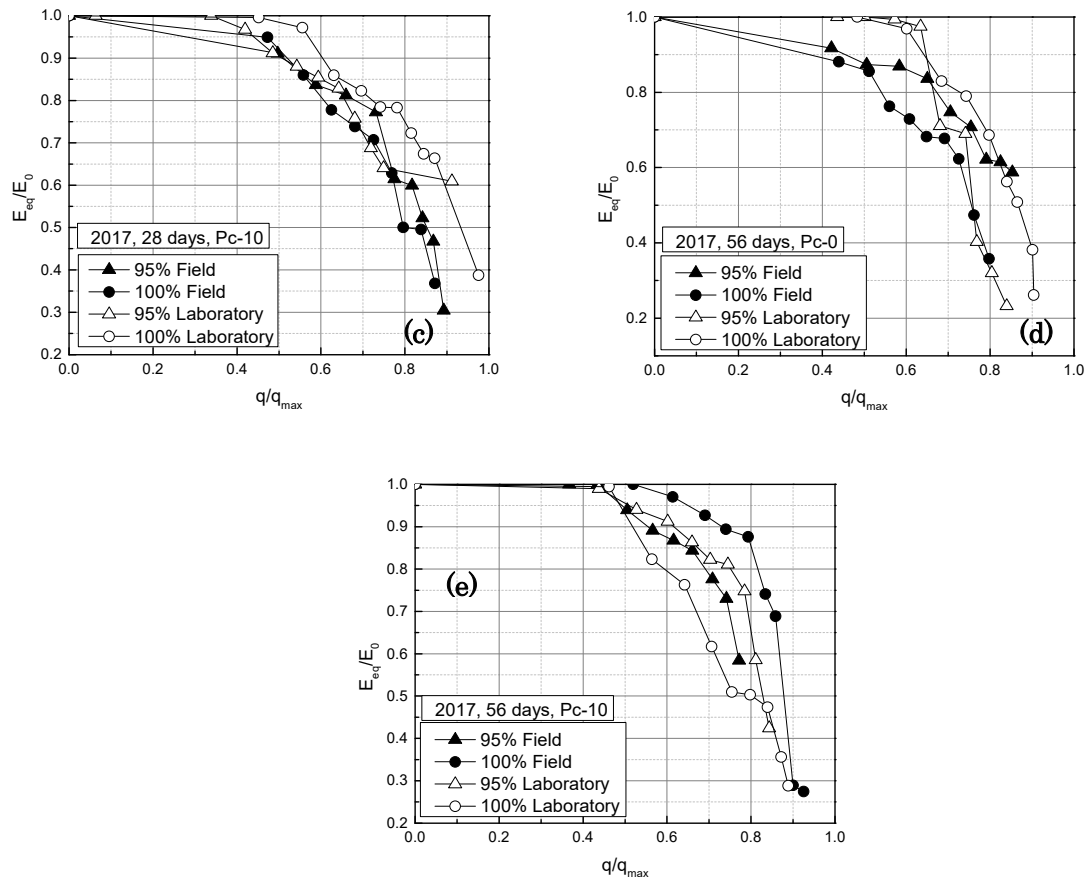 1.0
0.9
0.8
0.7
0.6
0.5
0.4
0.3
0.2
E_eq/E_0
0.0 0.2 0.4 0.6 0.8 1.0
q/q_max
2017, 28 days, Pc-10
95% Field
100% Field
95% Laboratory
100% Laboratory
(c)
1.0
0.8
0.6
0.4
0.2
E_eq/E_0
0.0 0.2 0.4 0.6 0.8 1.0
q/q_max
2017, 56 days, Pc-0
95% Field
100% Field
95% Laboratory
100% Laboratory
(d)
1.0
0.9
0.8
0.7
0.6
0.5
0.4
0.3
0.2
E_eq/E_0
(e)
2017, 56 days, Pc-10
95% Field
100% Field
95% Laboratory
100% Laboratory
0.0 0.2 0.4 0.6 0.8 1.0
q/q_max